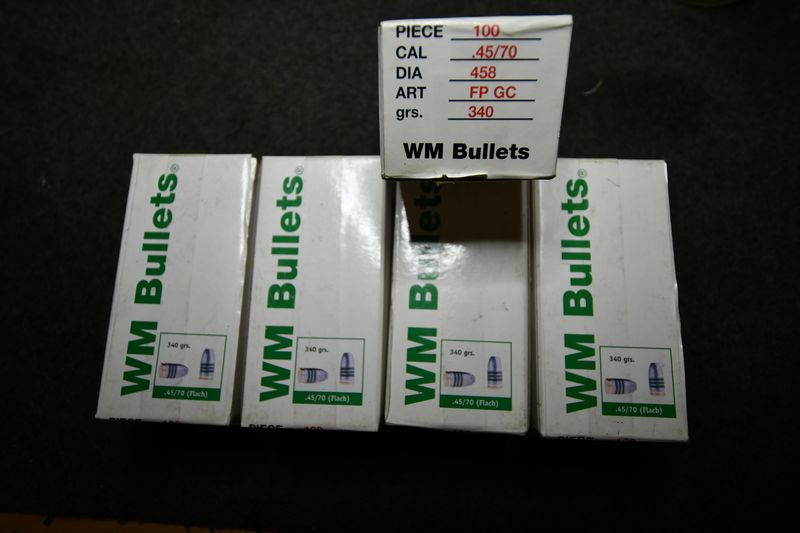 PIECE 100
CAL .45/70
DIA 458
ART FP GC
grs. 340
WM Bullets
WM Bullets®
340 grs.
.45/70 (Flach)
WM Bullets®
340 grs.
.45/70 (Flach)
PIECE 100
WM Bullets
340 grs.
.45/70 (Flach)
WM Bullets®
340 grs.
.45/70 (Flach)